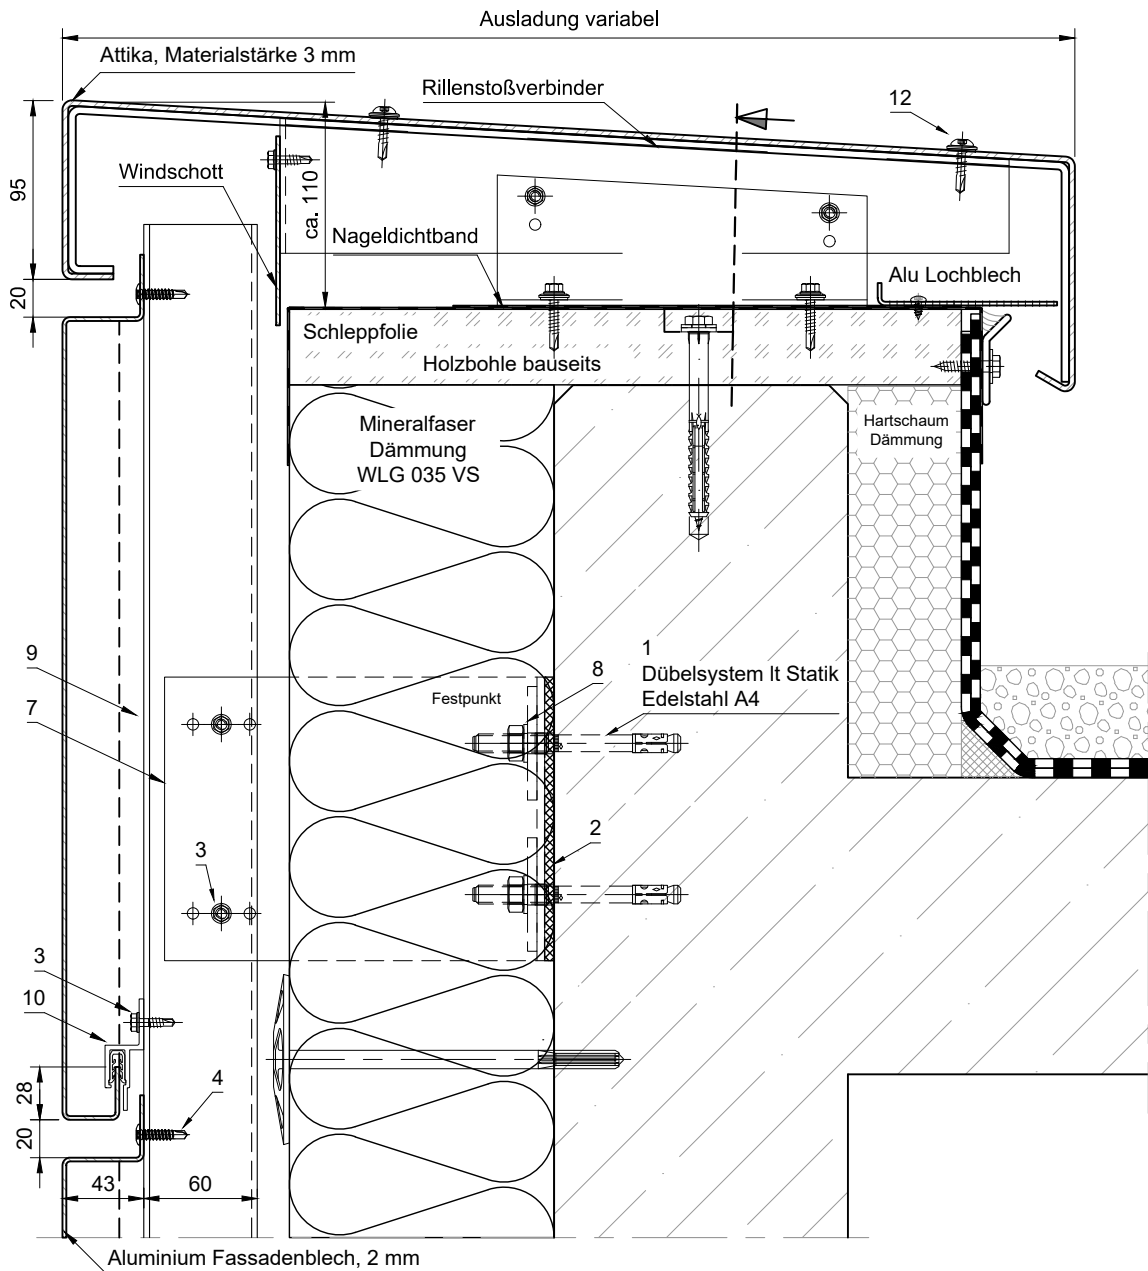 Ausladung variabel
Attika, Materialstärke 3 mm
Rillenstoßverbinder
12
95
Windschott
ca. 110
Nageldichtband
Alu Lochblech
20
Schleppfolie
Holzbohle bauseits
Mineralfaser
Dämmung
WLG 035 VS
Hartschaum
Dämmung
9
7
Festpunkt
8
1
Dübelsystem lt Statik
Edelstahl A4
3
2
3
10
28
4
20
43
60
Aluminium Fassadenblech, 2 mm